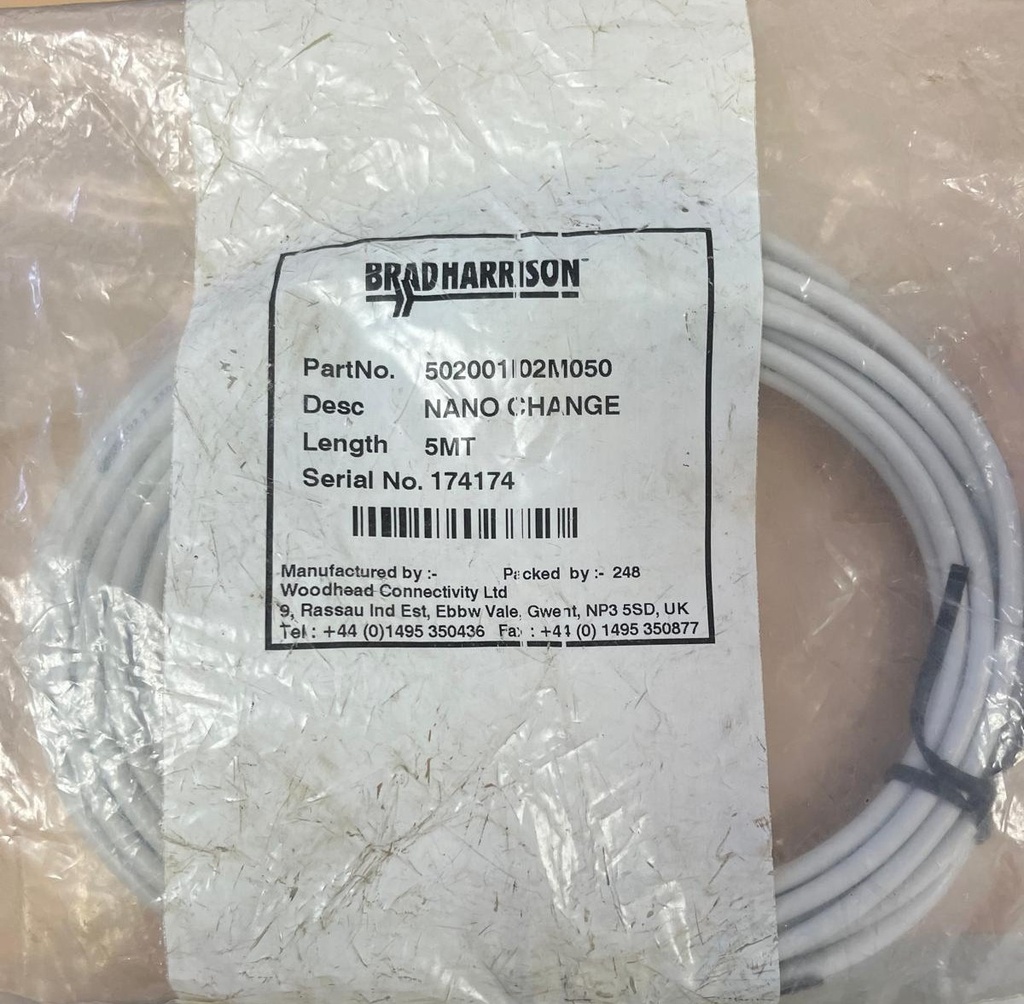 BRADHARRISON™
PartNo. 502001I02M050
Desc NANO CHANGE
Length 5MT
Serial No. 174174
Manufactured by :- Packed by :- 248
Woodhead Connectivity Ltd
9, Rassau Ind Est, Ebbw Vale, Gwent, NP3 5SD, UK
Tel : +44 (0)1495 350436 Fax : +44 (0) 1495 350877